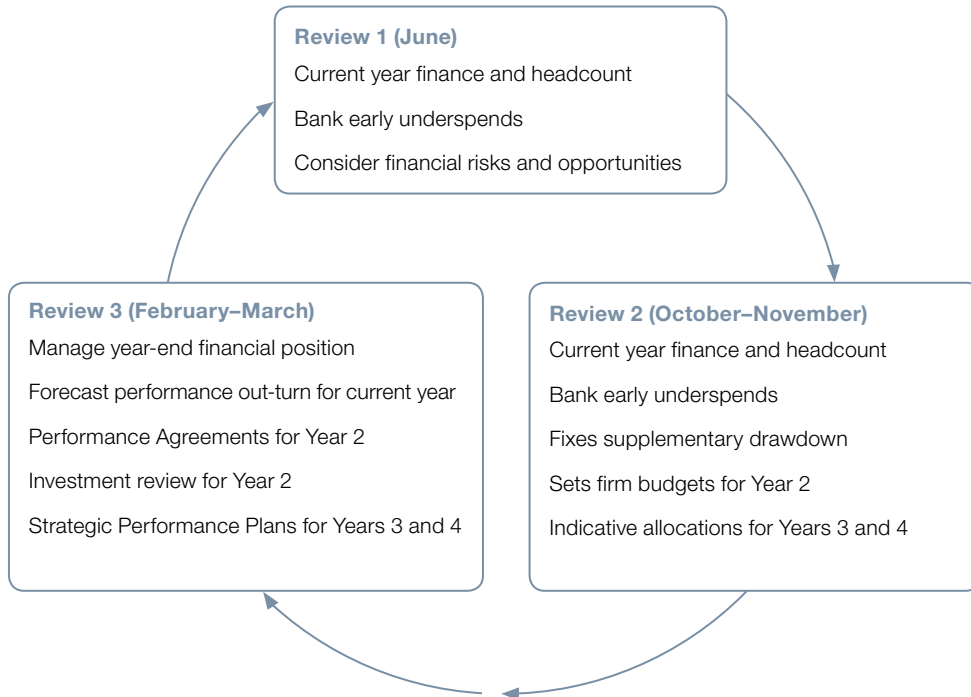 Review 1 (June)
Current year finance and headcount
Bank early underspends
Consider financial risks and opportunities
Review 2 (October–November)
Current year finance and headcount
Bank early underspends
Fixes supplementary drawdown
Sets firm budgets for Year 2
Indicative allocations for Years 3 and 4
Review 3 (February–March)
Manage year-end financial position
Forecast performance out-turn for current year
Performance Agreements for Year 2
Investment review for Year 2
Strategic Performance Plans for Years 3 and 4